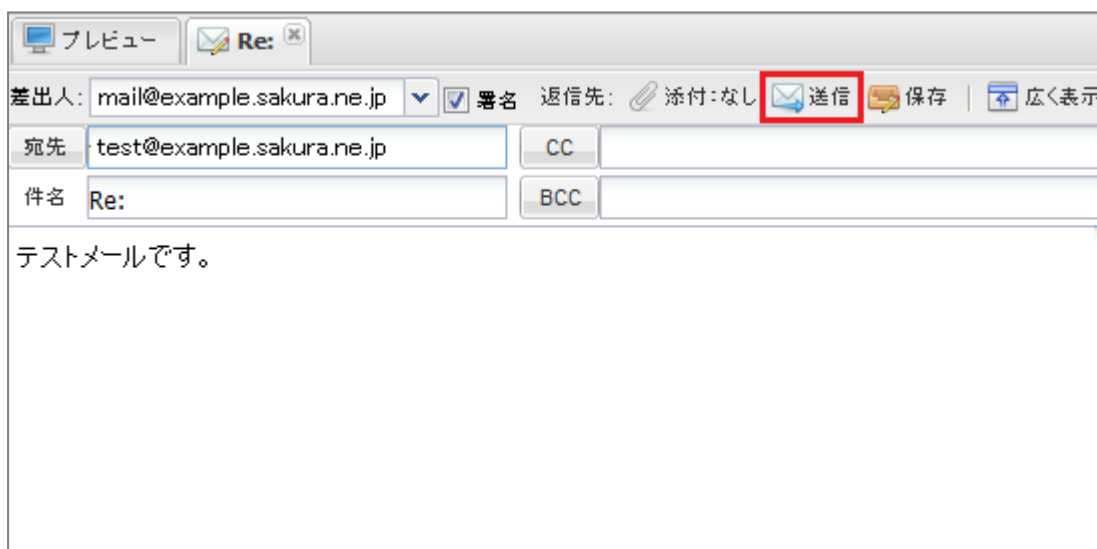 プレビュー Re:
差出人: mail@example.sakura.ne.jp 署名 返信先: 添付:なし 送信 保存 | 広く表示
宛先 test@example.sakura.ne.jp CC
件名 Re: BCC
テストメールです。